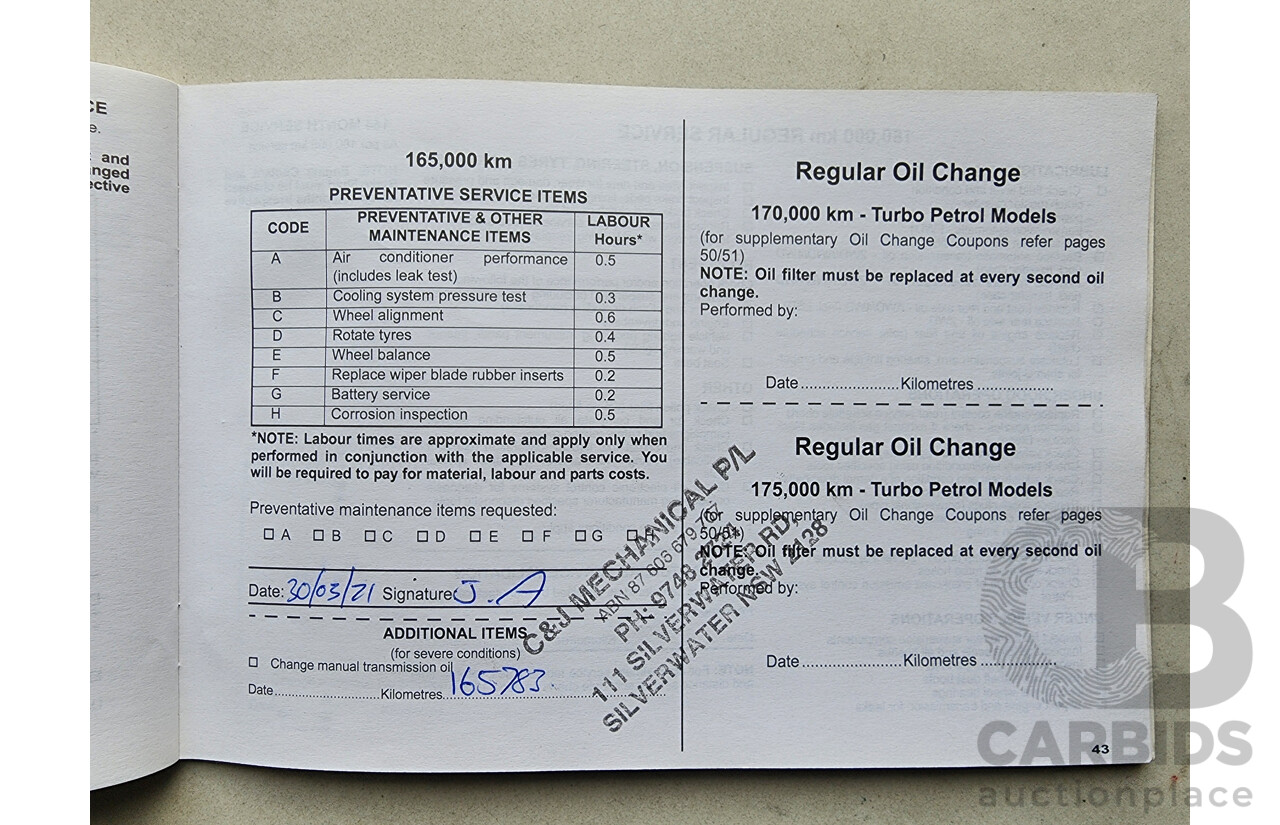 CE
e.
and
nged
ective
165,000 km
PREVENTATIVE SERVICE ITEMS
CODE PREVENTATIVE & OTHER MAINTENANCE ITEMS LABOUR Hours*
A Air conditioner performance (includes leak test) 0.5
B Cooling system pressure test 0.3
C Wheel alignment 0.6
D Rotate tyres 0.4
E Wheel balance 0.5
F Replace wiper blade rubber inserts 0.2
G Battery service 0.2
H Corrosion inspection 0.5
*NOTE: Labour times are approximate and apply only when
performed in conjunction with the applicable service. You
will be required to pay for material, labour and parts costs.
Preventative maintenance items requested:
A B C D E F G H
Date: 30/03/21 Signature: J. A
ADDITIONAL ITEMS
(for severe conditions)
Change manual transmission oil
Date.................... Kilometres 165783
C&J MECHANICAL P/L
ABN 87 606 679 767
PH: 9748 2724
111 SILVERWATER RD,
SILVERWATER NSW 2128
Regular Oil Change
170,000 km - Turbo Petrol Models
(for supplementary Oil Change Coupons refer pages
50/51)
NOTE: Oil filter must be replaced at every second oil
change.
Performed by:
Date......................Kilometres.................
Regular Oil Change
175,000 km - Turbo Petrol Models
(for supplementary Oil Change Coupons refer pages
50/51)
NOTE: Oil filter must be replaced at every second oil
change.
Performed by:
Date......................Kilometres.................
43
CB
CARBIDS
auctionplace